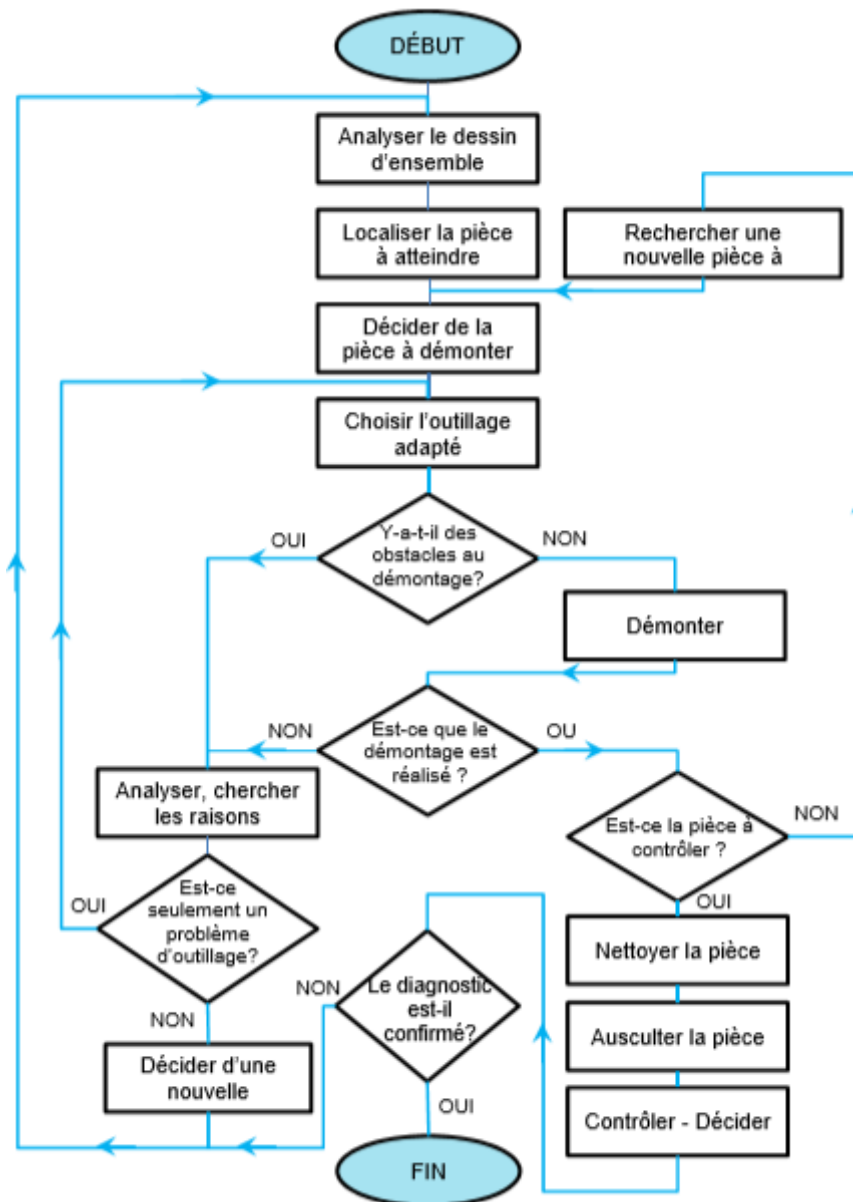 DÉBUT
Analyser le dessin
d'ensemble
Localiser la pièce
à atteindre
Rechercher une
nouvelle pièce à
Décider de la
pièce à démonter
Choisir l'outillage
adapté
OUI
Y-a-t-il des
obstacles au
démontage?
NON
Démonter
NON
Est-ce que le
démontage est
réalisé ?
OU
Analyser, chercher
les raisons
Est-ce la pièce à
contrôler ?
NON
OUI
Est-ce
seulement un
problème
d'outillage?
OUI
NON
Nettoyer la pièce
NON
Le diagnostic
est-il
confirmé?
Ausculter la pièce
Décider d'une
nouvelle
OUI
Contrôler - Décider
FIN